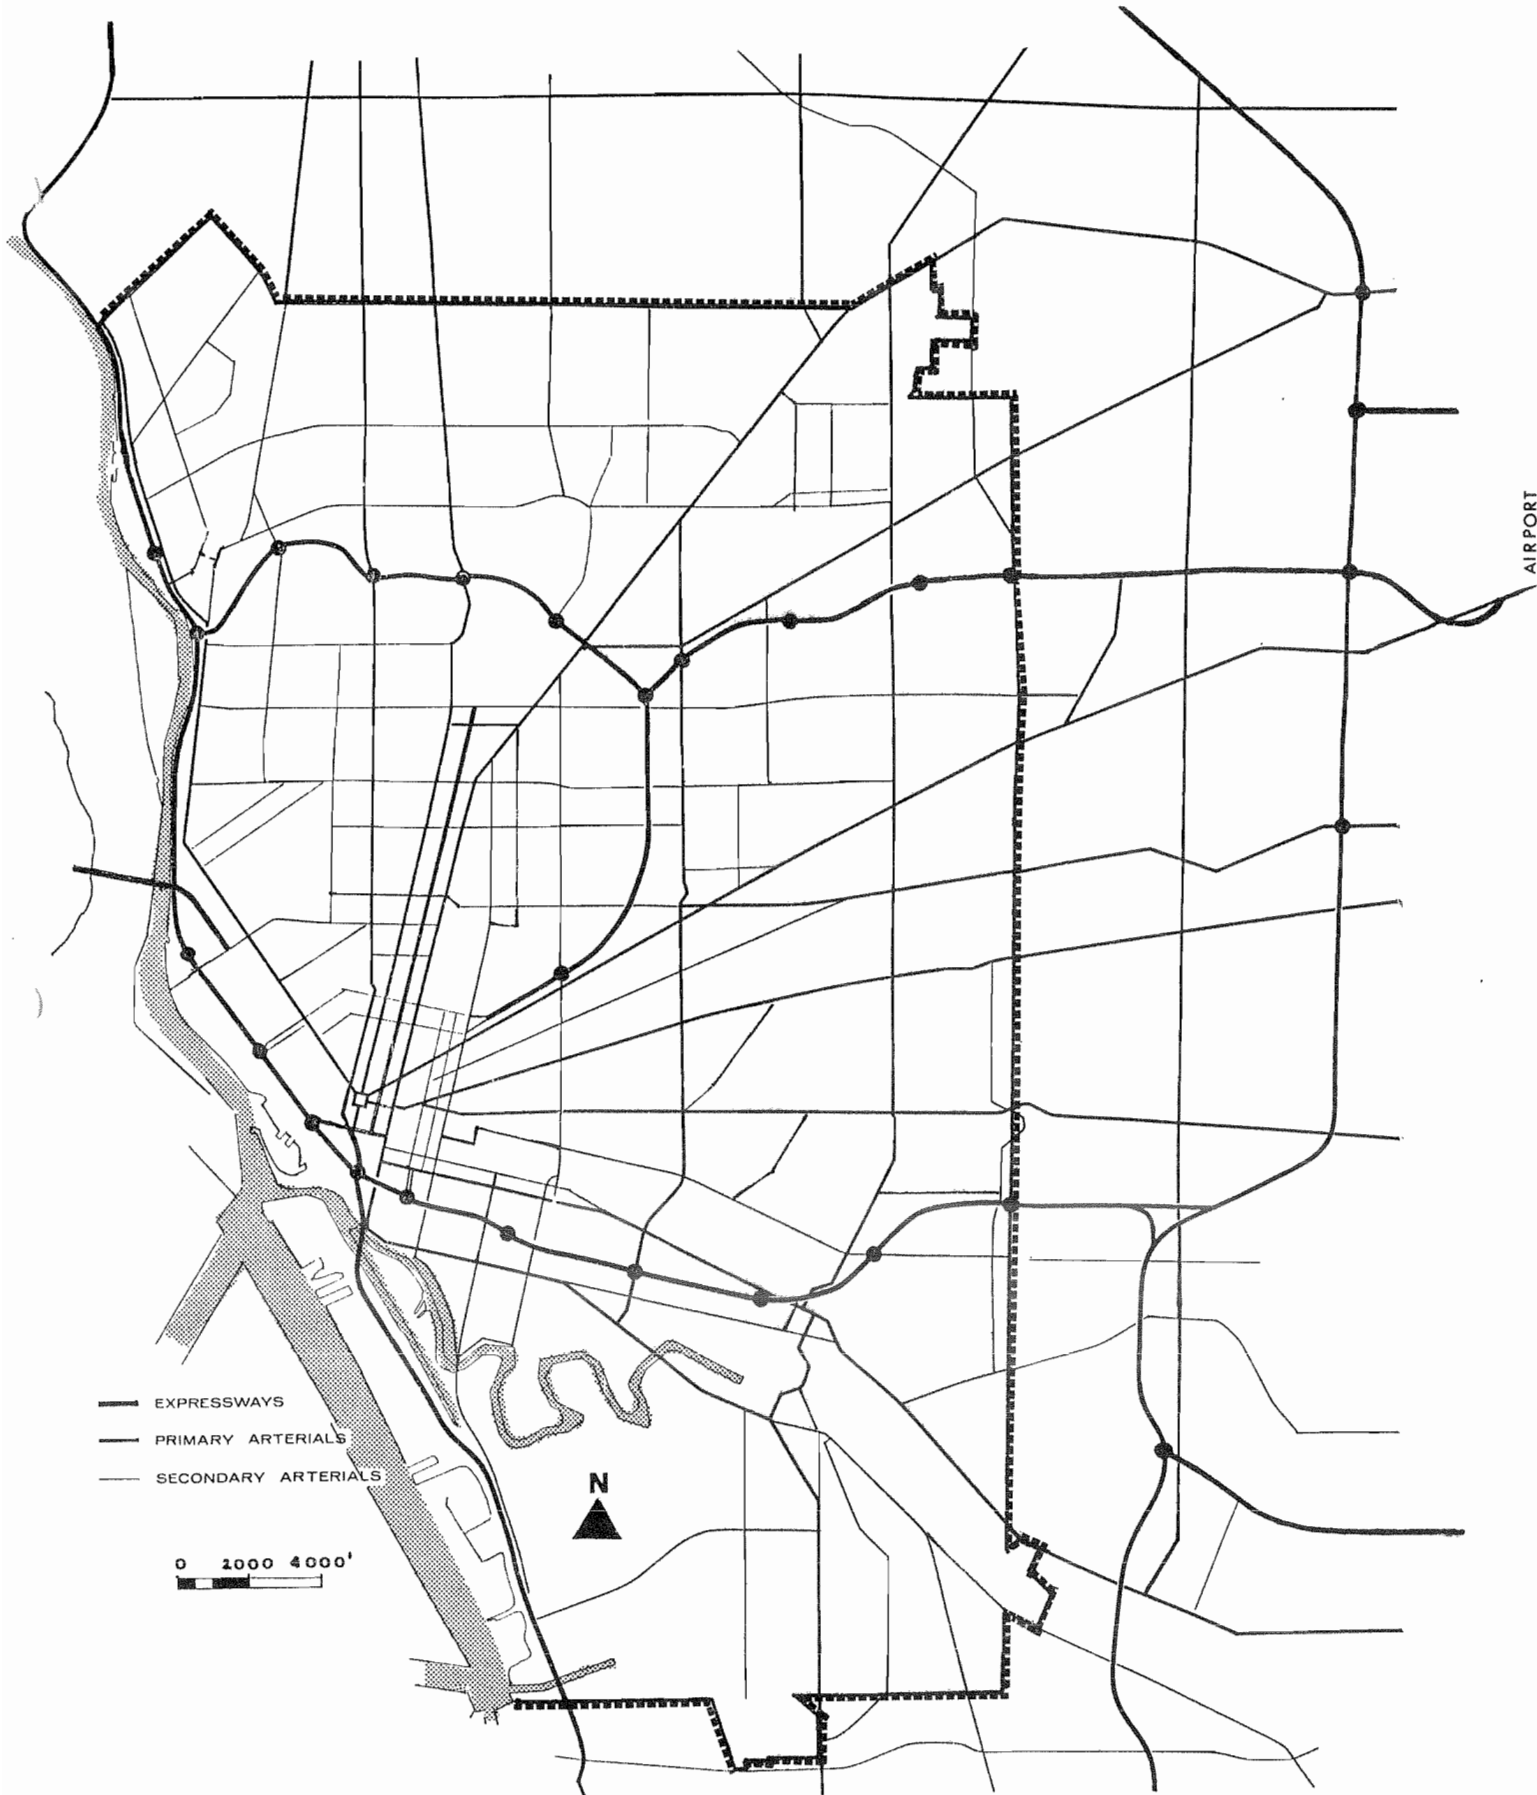 AIRPORT
EXPRESSWAYS
PRIMARY ARTERIALS
SECONDARY ARTERIALS
N
0 2000 4000'